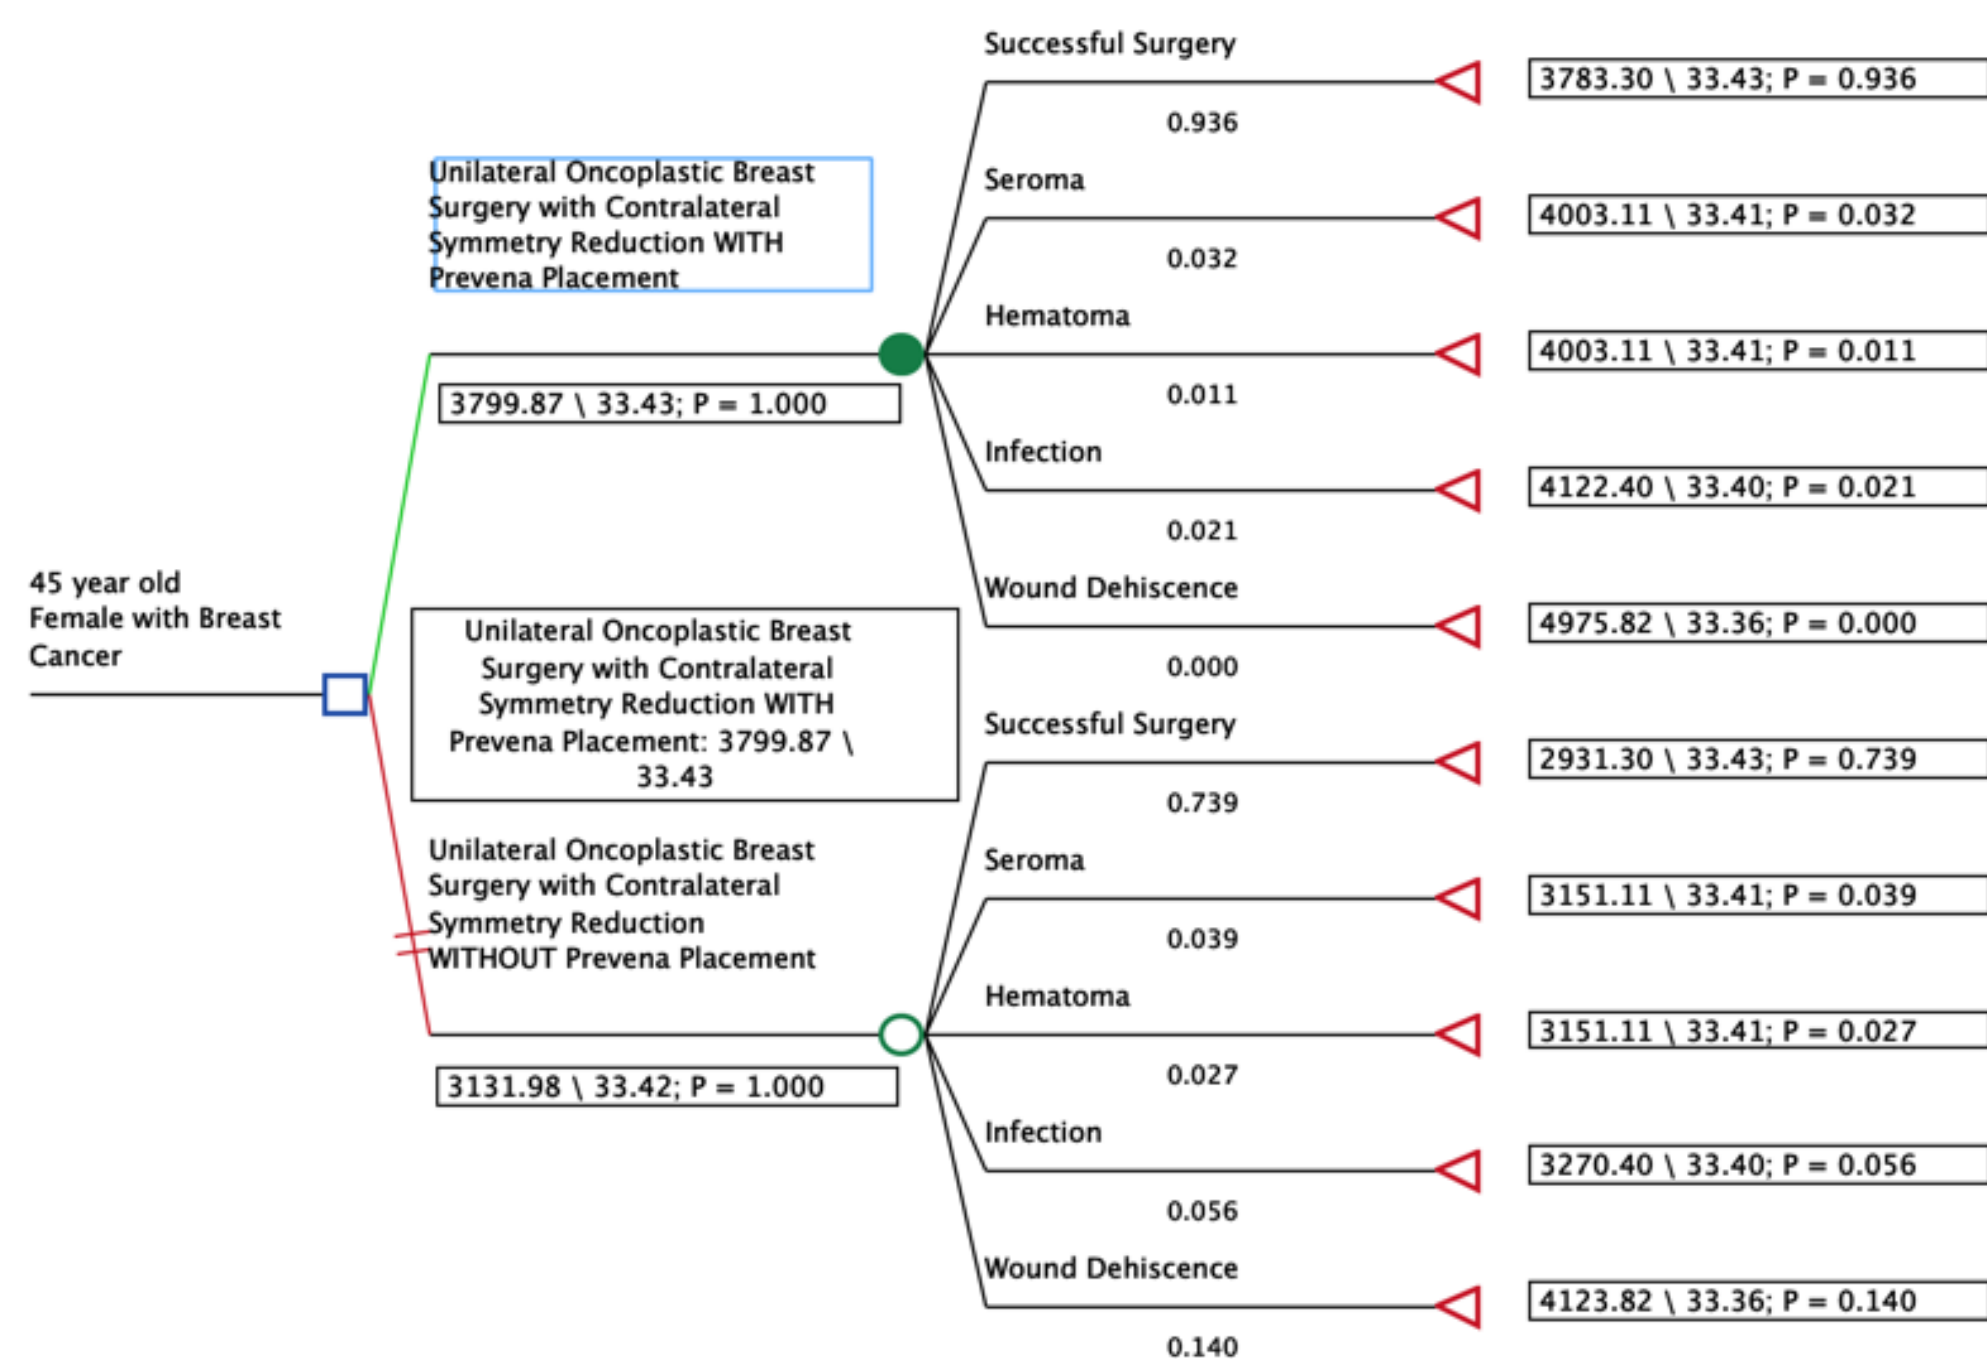 Successful Surgery
3783.30 \ 33.43; P = 0.936
0.936
Unilateral Oncoplastic Breast
Surgery with Contralateral
Symmetry Reduction WITH
Prevena Placement
Seroma
4003.11 \ 33.41; P = 0.032
0.032
Hematoma
4003.11 \ 33.41; P = 0.011
0.011
3799.87 \ 33.43; P = 1.000
Infection
4122.40 \ 33.40; P = 0.021
0.021
Wound Dehiscence
4975.82 \ 33.36; P = 0.000
0.000
45 year old
Female with Breast
Cancer
Unilateral Oncoplastic Breast
Surgery with Contralateral
Symmetry Reduction WITH
Prevena Placement: 3799.87 \
33.43
Successful Surgery
2931.30 \ 33.43; P = 0.739
0.739
Unilateral Oncoplastic Breast
Surgery with Contralateral
Symmetry Reduction
WITHOUT Prevena Placement
Seroma
3151.11 \ 33.41; P = 0.039
0.039
Hematoma
3151.11 \ 33.41; P = 0.027
0.027
3131.98 \ 33.42; P = 1.000
Infection
3270.40 \ 33.40; P = 0.056
0.056
Wound Dehiscence
4123.82 \ 33.36; P = 0.140
0.140